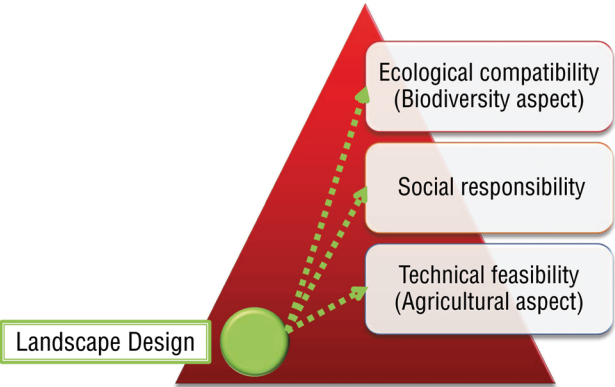 Ecological compatibility
(Biodiversity aspect)
Social responsibility
Technical feasibility
(Agricultural aspect)
Landscape Design